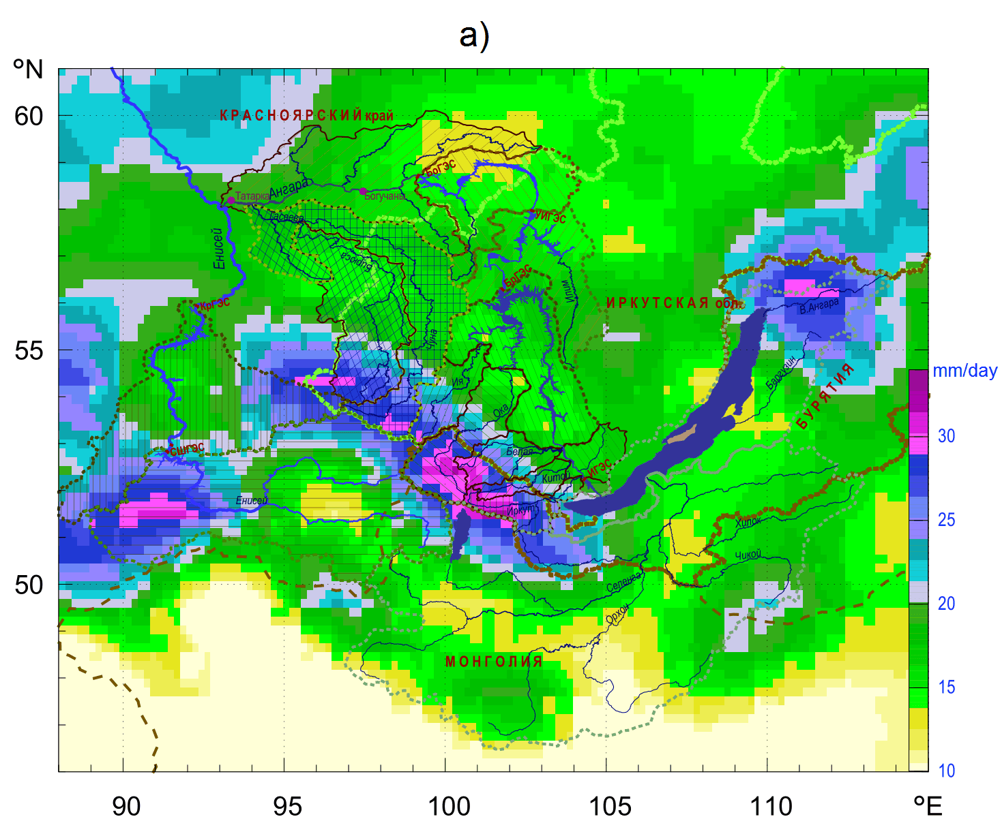 а)
°N
60
КРАСНОЯРСКИЙ край
БоГЭС
Ангара
Татарка
Богучаны
Тасеева
УИГЭС
Енисей
Бирюса
БрГЭС
Илим
ИРКУТСКАЯ обл.
В.Ангара
КрГЭС
Чуна
55
mm/day
Баргузин
БУРЯТИЯ
Ия
Ока
30
СШГЭС
Белая
ИГЭС
Китой
Енисей
Иркут
25
Хилок
Чикой
50
Селенга
20
Орхон
МОНГОЛИЯ
15
10
90
95
100
105
110
°E